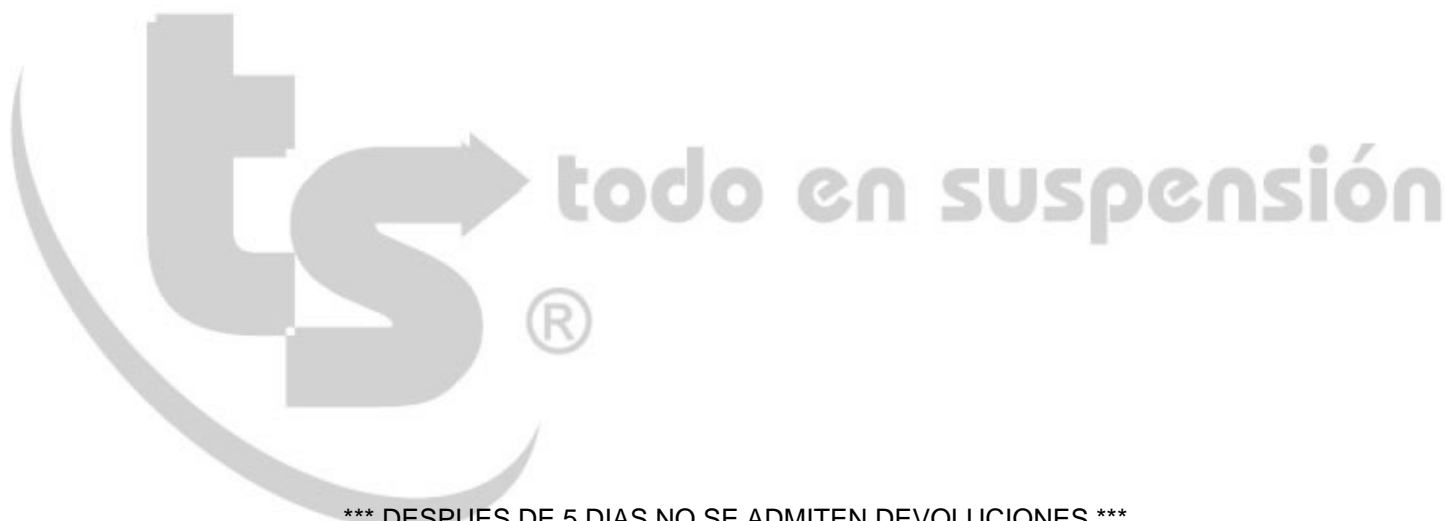 ts todo en suspensión
®
*** DESPUES DE 5 DIAS NO SE ADMITEN DEVOLUCIONES ***